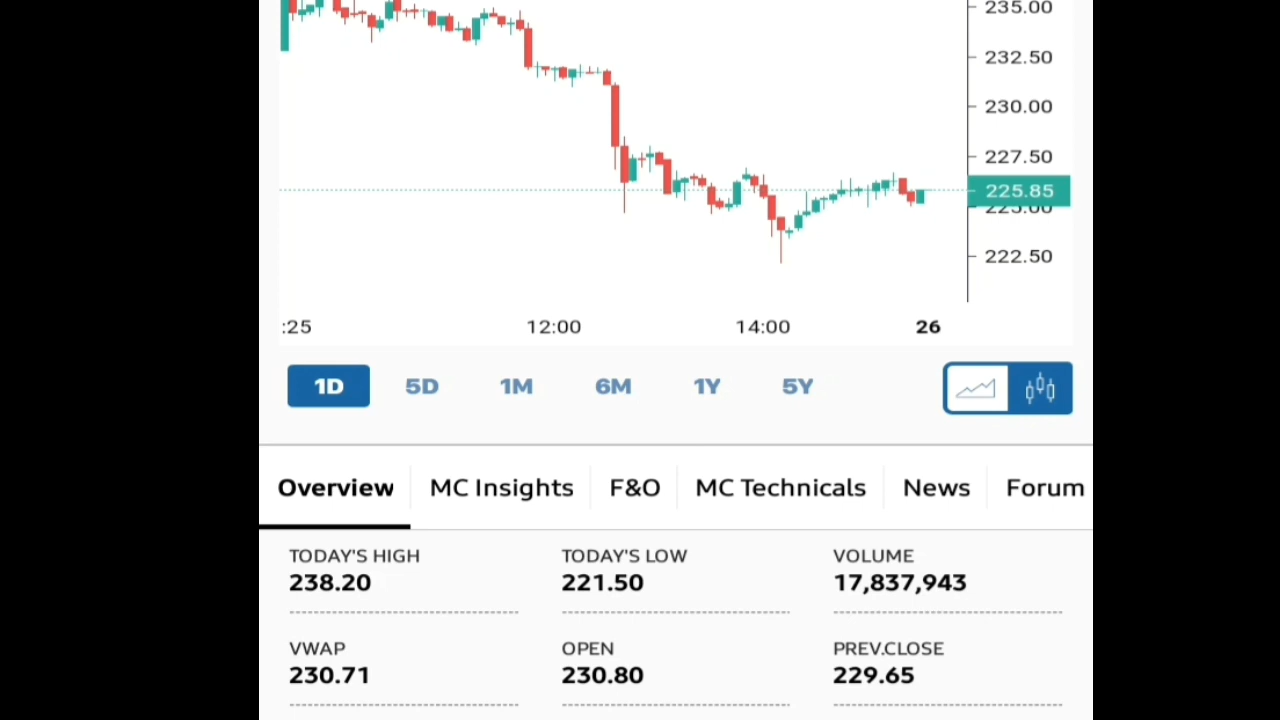 235.00
232.50
230.00
227.50
225.85
225.00
222.50
:25 12:00 14:00 26
1D 5D 1M 6M 1Y 5Y
Overview MC Insights F&O MC Technicals News Forum
TODAY'S HIGH TODAY'S LOW VOLUME
238.20 221.50 17,837,943
VWAP OPEN PREV.CLOSE
230.71 230.80 229.65